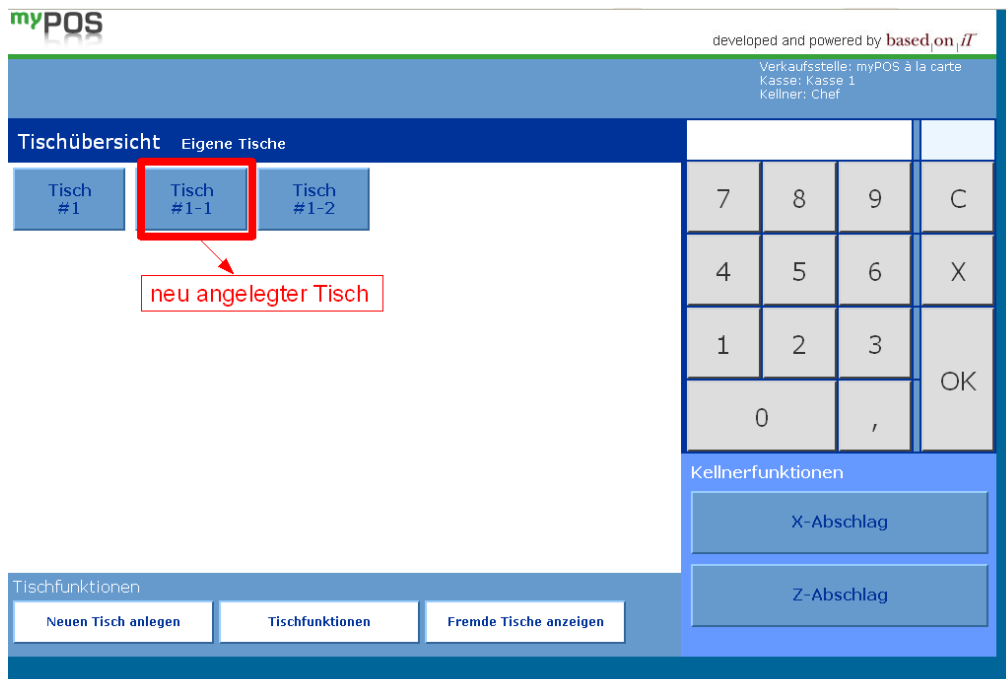 myPOS
developed and powered by based|on|iT
Verkaufsstelle: myPOS à la carte
Kasse: Kasse 1
Kellner: Chef
Tischübersicht Eigene Tische
Tisch
#1
Tisch
#1-1
Tisch
#1-2
neu angelegter Tisch
7 8 9 C
4 5 6 X
1 2 3
OK
0 ,
Kellnerfunktionen
X-Abschlag
Z-Abschlag
Tischfunktionen
Neuen Tisch anlegen
Tischfunktionen
Fremde Tische anzeigen